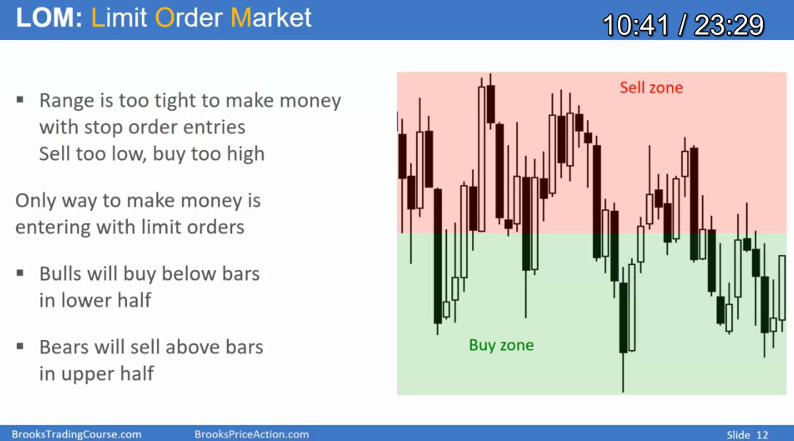 LOM: Limit Order Market
10:41 / 23:29
▪ Range is too tight to make money
with stop order entries
Sell too low, buy too high
Only way to make money is
entering with limit orders
▪ Bulls will buy below bars
in lower half
▪ Bears will sell above bars
in upper half
Sell zone
Buy zone
BrooksTradingCourse.com
BrooksPriceAction.com
Slide 12